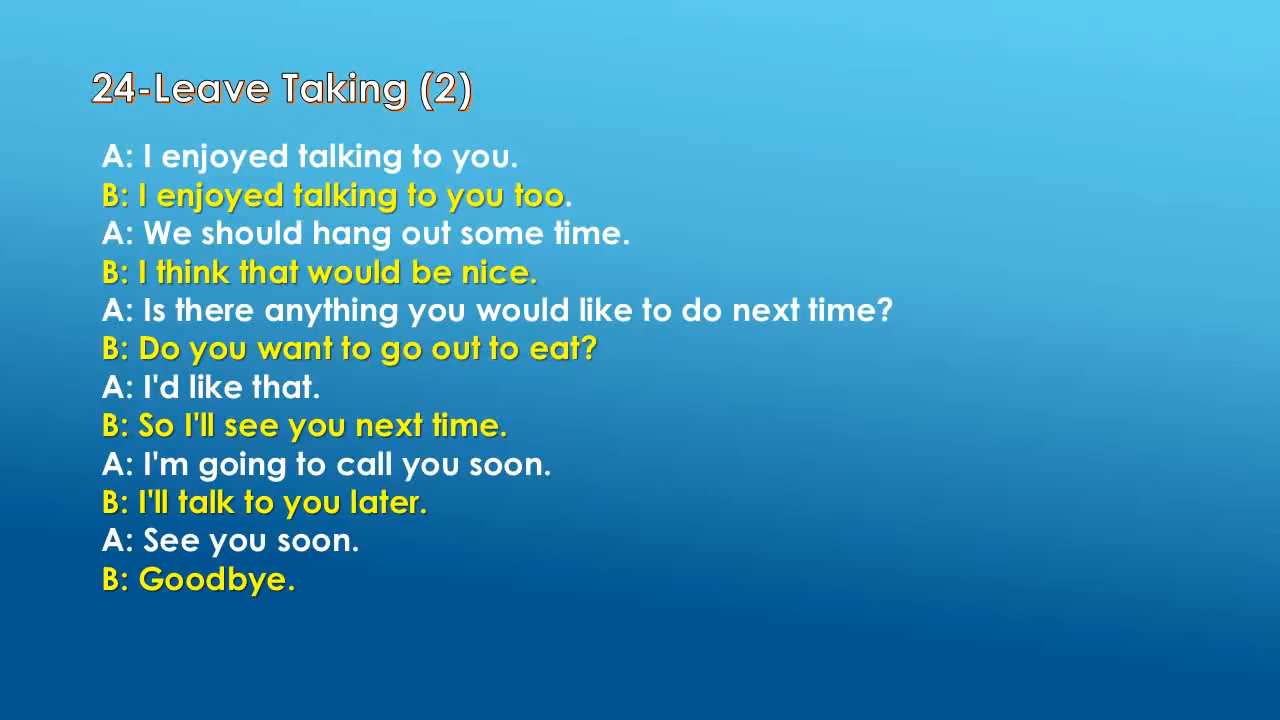 24-Leave Taking (2)
A: I enjoyed talking to you.
B: I enjoyed talking to you too.
A: We should hang out some time.
B: I think that would be nice.
A: Is there anything you would like to do next time?
B: Do you want to go out to eat?
A: I'd like that.
B: So I'll see you next time.
A: I'm going to call you soon.
B: I'll talk to you later.
A: See you soon.
B: Goodbye.